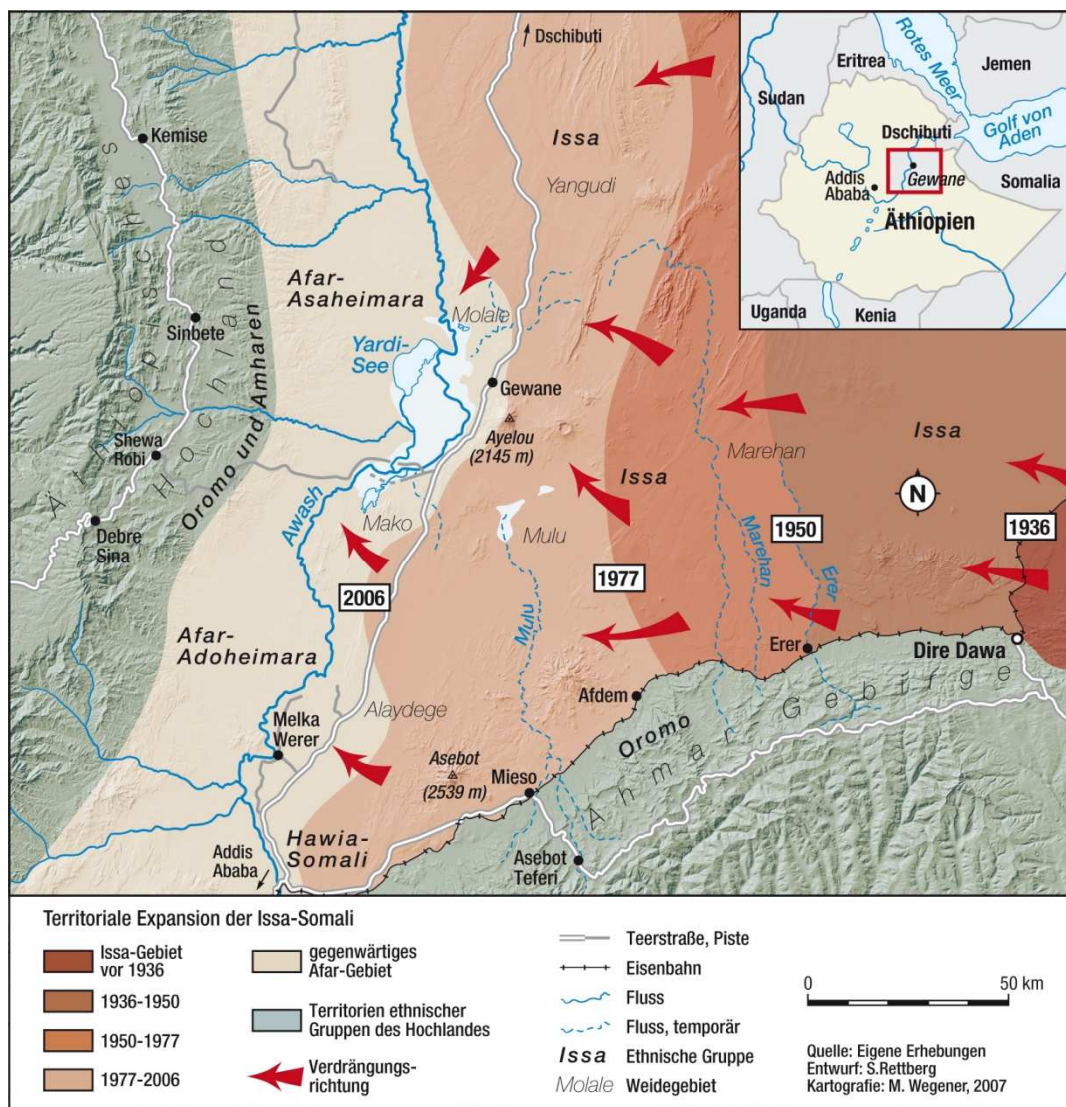 Dschibuti
Kemise
Issa
Yangudi
Afar-
Asaheimara
Molale
Sinbete
Yardi-
See
Gewane
Ayelou
(2145 m)
Shewa
Robi
Äthiopisches
Hochland
Oromo und Amharen
Debre
Sina
Awash
Mako
Mulu
Mulu
Issa
Marehan
Marehan
Issa
N
1936
1950
1977
2006
Erer
Erer
Dire Dawa
Afar-
Adoheimara
Alaydege
Afdem
Melka
Werer
Asebot
(2539 m)
Mieso
Oromo
Ahmar-Gebirge
Hawia-
Somali
Addis
Ababa
Asebot
Teferi
Eritrea
Rotes Meer
Jemen
Sudan
Dschibuti
Golf von
Aden
Gewane
Addis
Ababa
Somalia
Äthiopien
Uganda
Kenia
Territoriale Expansion der Issa-Somali
Issa-Gebiet
vor 1936
1936-1950
1950-1977
1977-2006
gegenwärtiges
Afar-Gebiet
Territorien ethnischer
Gruppen des Hochlandes
Verdrängungs-
richtung
Teerstraße, Piste
Eisenbahn
Fluss
Fluss, temporär
Issa Ethnische Gruppe
Molale Weidegebiet
0 50 km
Quelle: Eigene Erhebungen
Entwurf: S.Rettberg
Kartografie: M. Wegener, 2007